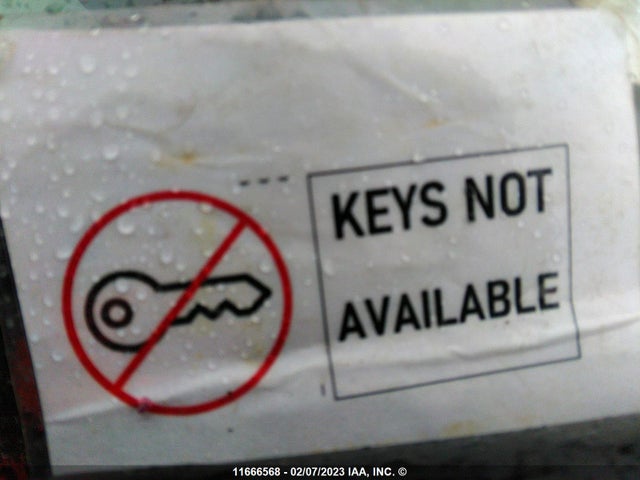 KEYS NOT
AVAILABLE
11666568 - 02/07/2023 IAA, INC. ©